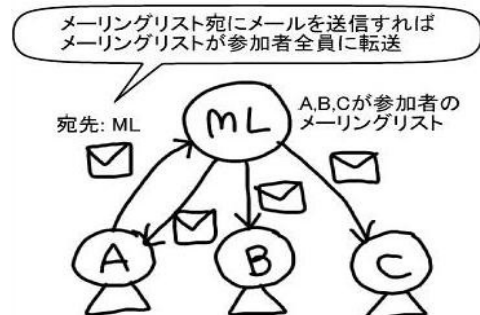 メーリングリスト宛にメールを送信すれば
メーリングリストが参加者全員に転送
宛先: ML
ML
A,B,Cが参加者の
メーリングリスト
A
B
C